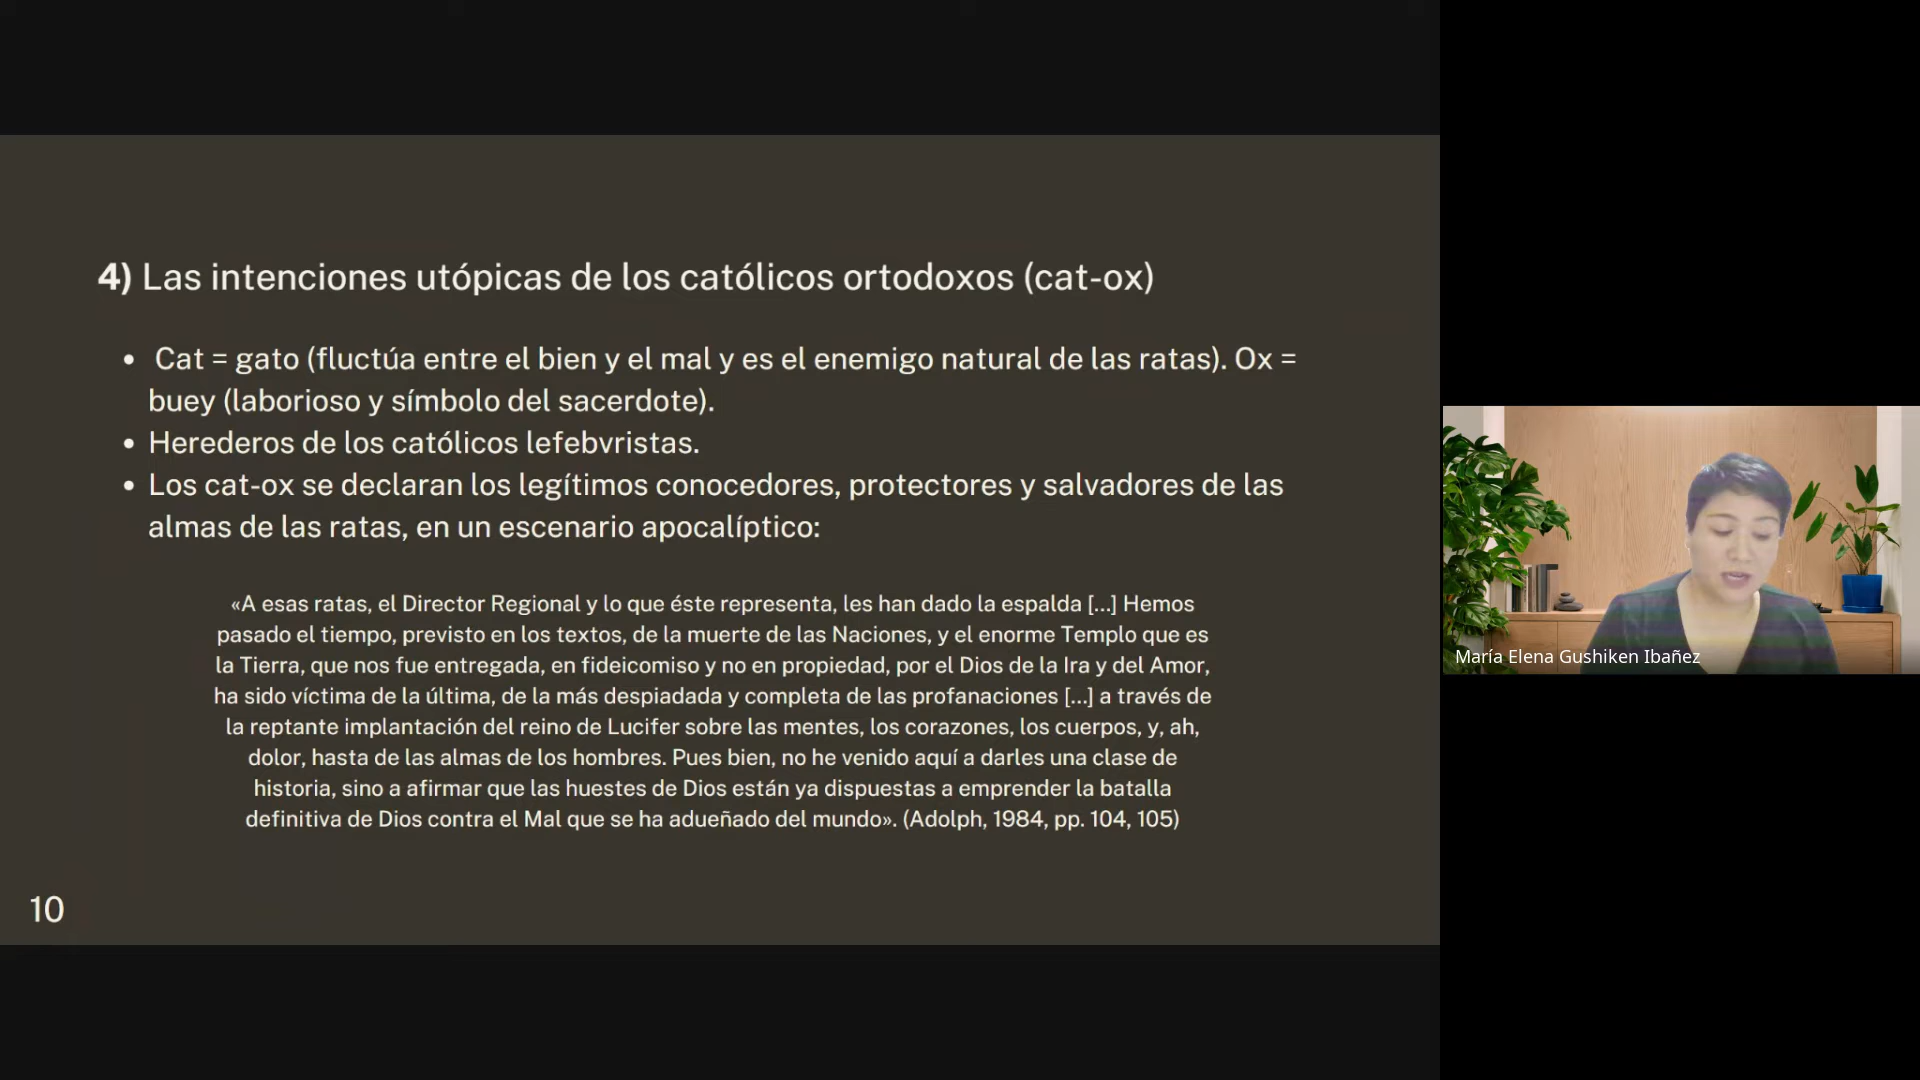 4) Las intenciones utópicas de los católicos ortodoxos (cat-ox)
• Cat = gato (fluctúa entre el bien y el mal y es el enemigo natural de las ratas). Ox =
buey (laborioso y símbolo del sacerdote).
• Herederos de los católicos lefebvristas.
• Los cat-ox se declaran los legítimos conocedores, protectores y salvadores de las
almas de las ratas, en un escenario apocalíptico:
«A esas ratas, el Director Regional y lo que éste representa, les han dado la espalda [...] Hemos
pasado el tiempo, previsto en los textos, de la muerte de las Naciones, y el enorme Templo que es
la Tierra, que nos fue entregada, en fideicomiso y no en propiedad, por el Dios de la Ira y del Amor,
ha sido víctima de la última, de la más despiadada y completa de las profanaciones [...] a través de
la reptante implantación del reino de Lucifer sobre las mentes, los corazones, los cuerpos, y, ah,
dolor, hasta de las almas de los hombres. Pues bien, no he venido aquí a darles una clase de
historia, sino a afirmar que las huestes de Dios están ya dispuestas a emprender la batalla
definitiva de Dios contra el Mal que se ha adueñado del mundo». (Adolph, 1984, pp. 104, 105)
10
María Elena Gushiken Ibañez